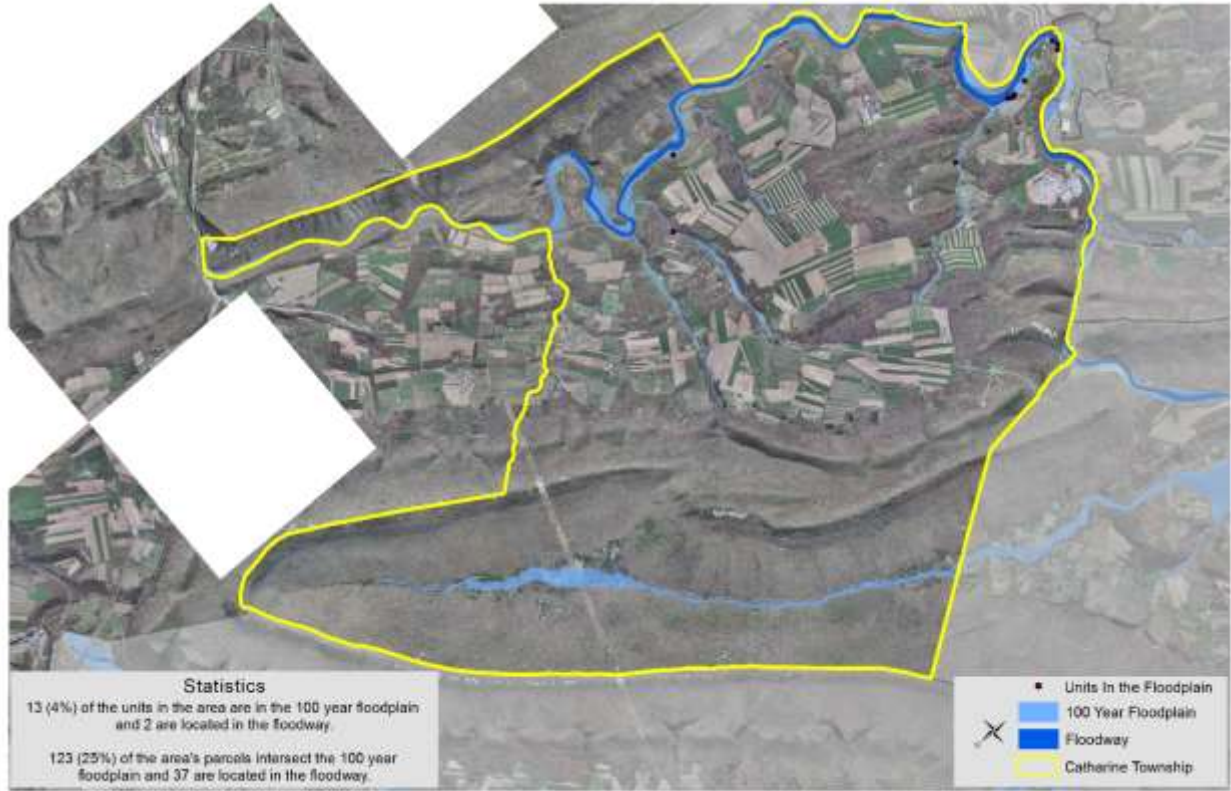 Statistics
13 (4%) of the units in the area are in the 100 year floodplain
and 2 are located in the floodway.
123 (25%) of the area's parcels intersect the 100 year
floodplain and 37 are located in the floodway.
Units In the Floodplain
100 Year Floodplain
Floodway
Catharine Township